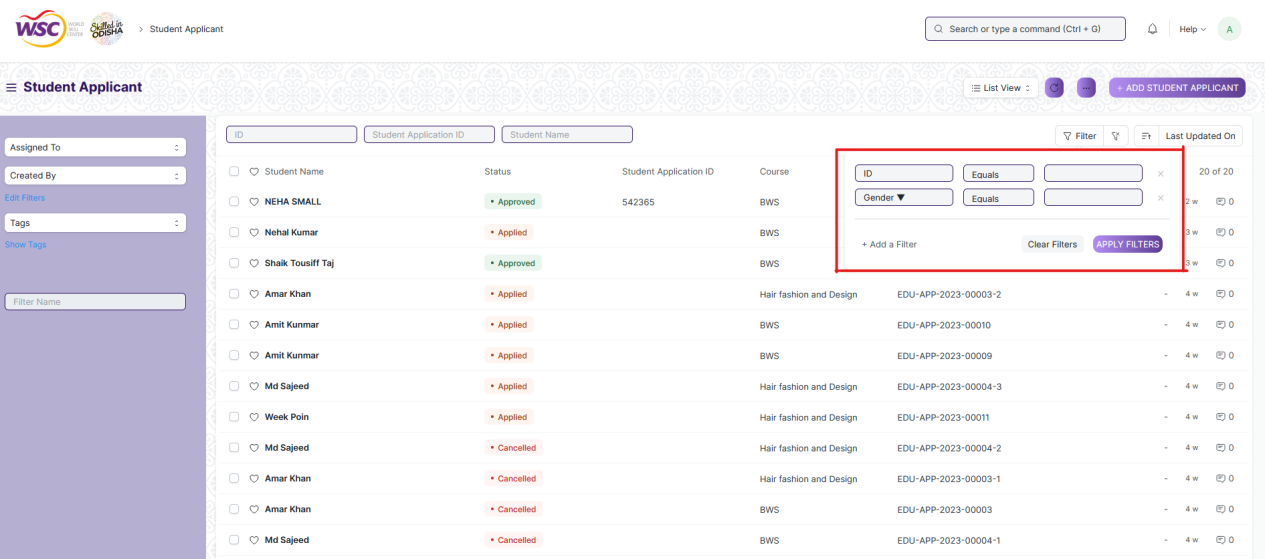 WSC WORLD SKILL CENTER Skilled in ODISHA > Student Applicant Search or type a command (Ctrl + G) Help A
Student Applicant List View + ADD STUDENT APPLICANT
ID Student Application ID Student Name Filter Last Updated On
Assigned To
Created By
Edit Filters
Tags
Show Tags
Filter Name
Student Name Status Student Application ID Course 20 of 20
NEHA SMALL • Approved 542365 BWS 2 w 0
Nehal Kumar • Applied BWS 3 w 0
Shaik Tousiff Taj • Approved BWS 3 w 0
ID Equals
Gender ▼ Equals
+ Add a Filter Clear Filters APPLY FILTERS
Amar Khan • Applied Hair fashion and Design EDU-APP-2023-00003-2 - 4 w 0
Amit Kunmar • Applied BWS EDU-APP-2023-00010 - 4 w 0
Amit Kunmar • Applied BWS EDU-APP-2023-00009 - 4 w 0
Md Sajeed • Applied Hair fashion and Design EDU-APP-2023-00004-3 - 4 w 0
Week Poin • Applied Hair fashion and Design EDU-APP-2023-00011 - 4 w 0
Md Sajeed • Cancelled Hair fashion and Design EDU-APP-2023-00004-2 - 4 w 0
Amar Khan • Cancelled Hair fashion and Design EDU-APP-2023-00003-1 - 4 w 0
Amar Khan • Cancelled BWS EDU-APP-2023-00003 - 4 w 0
Md Sajeed • Cancelled BWS EDU-APP-2023-00004-1 - 4 w 0